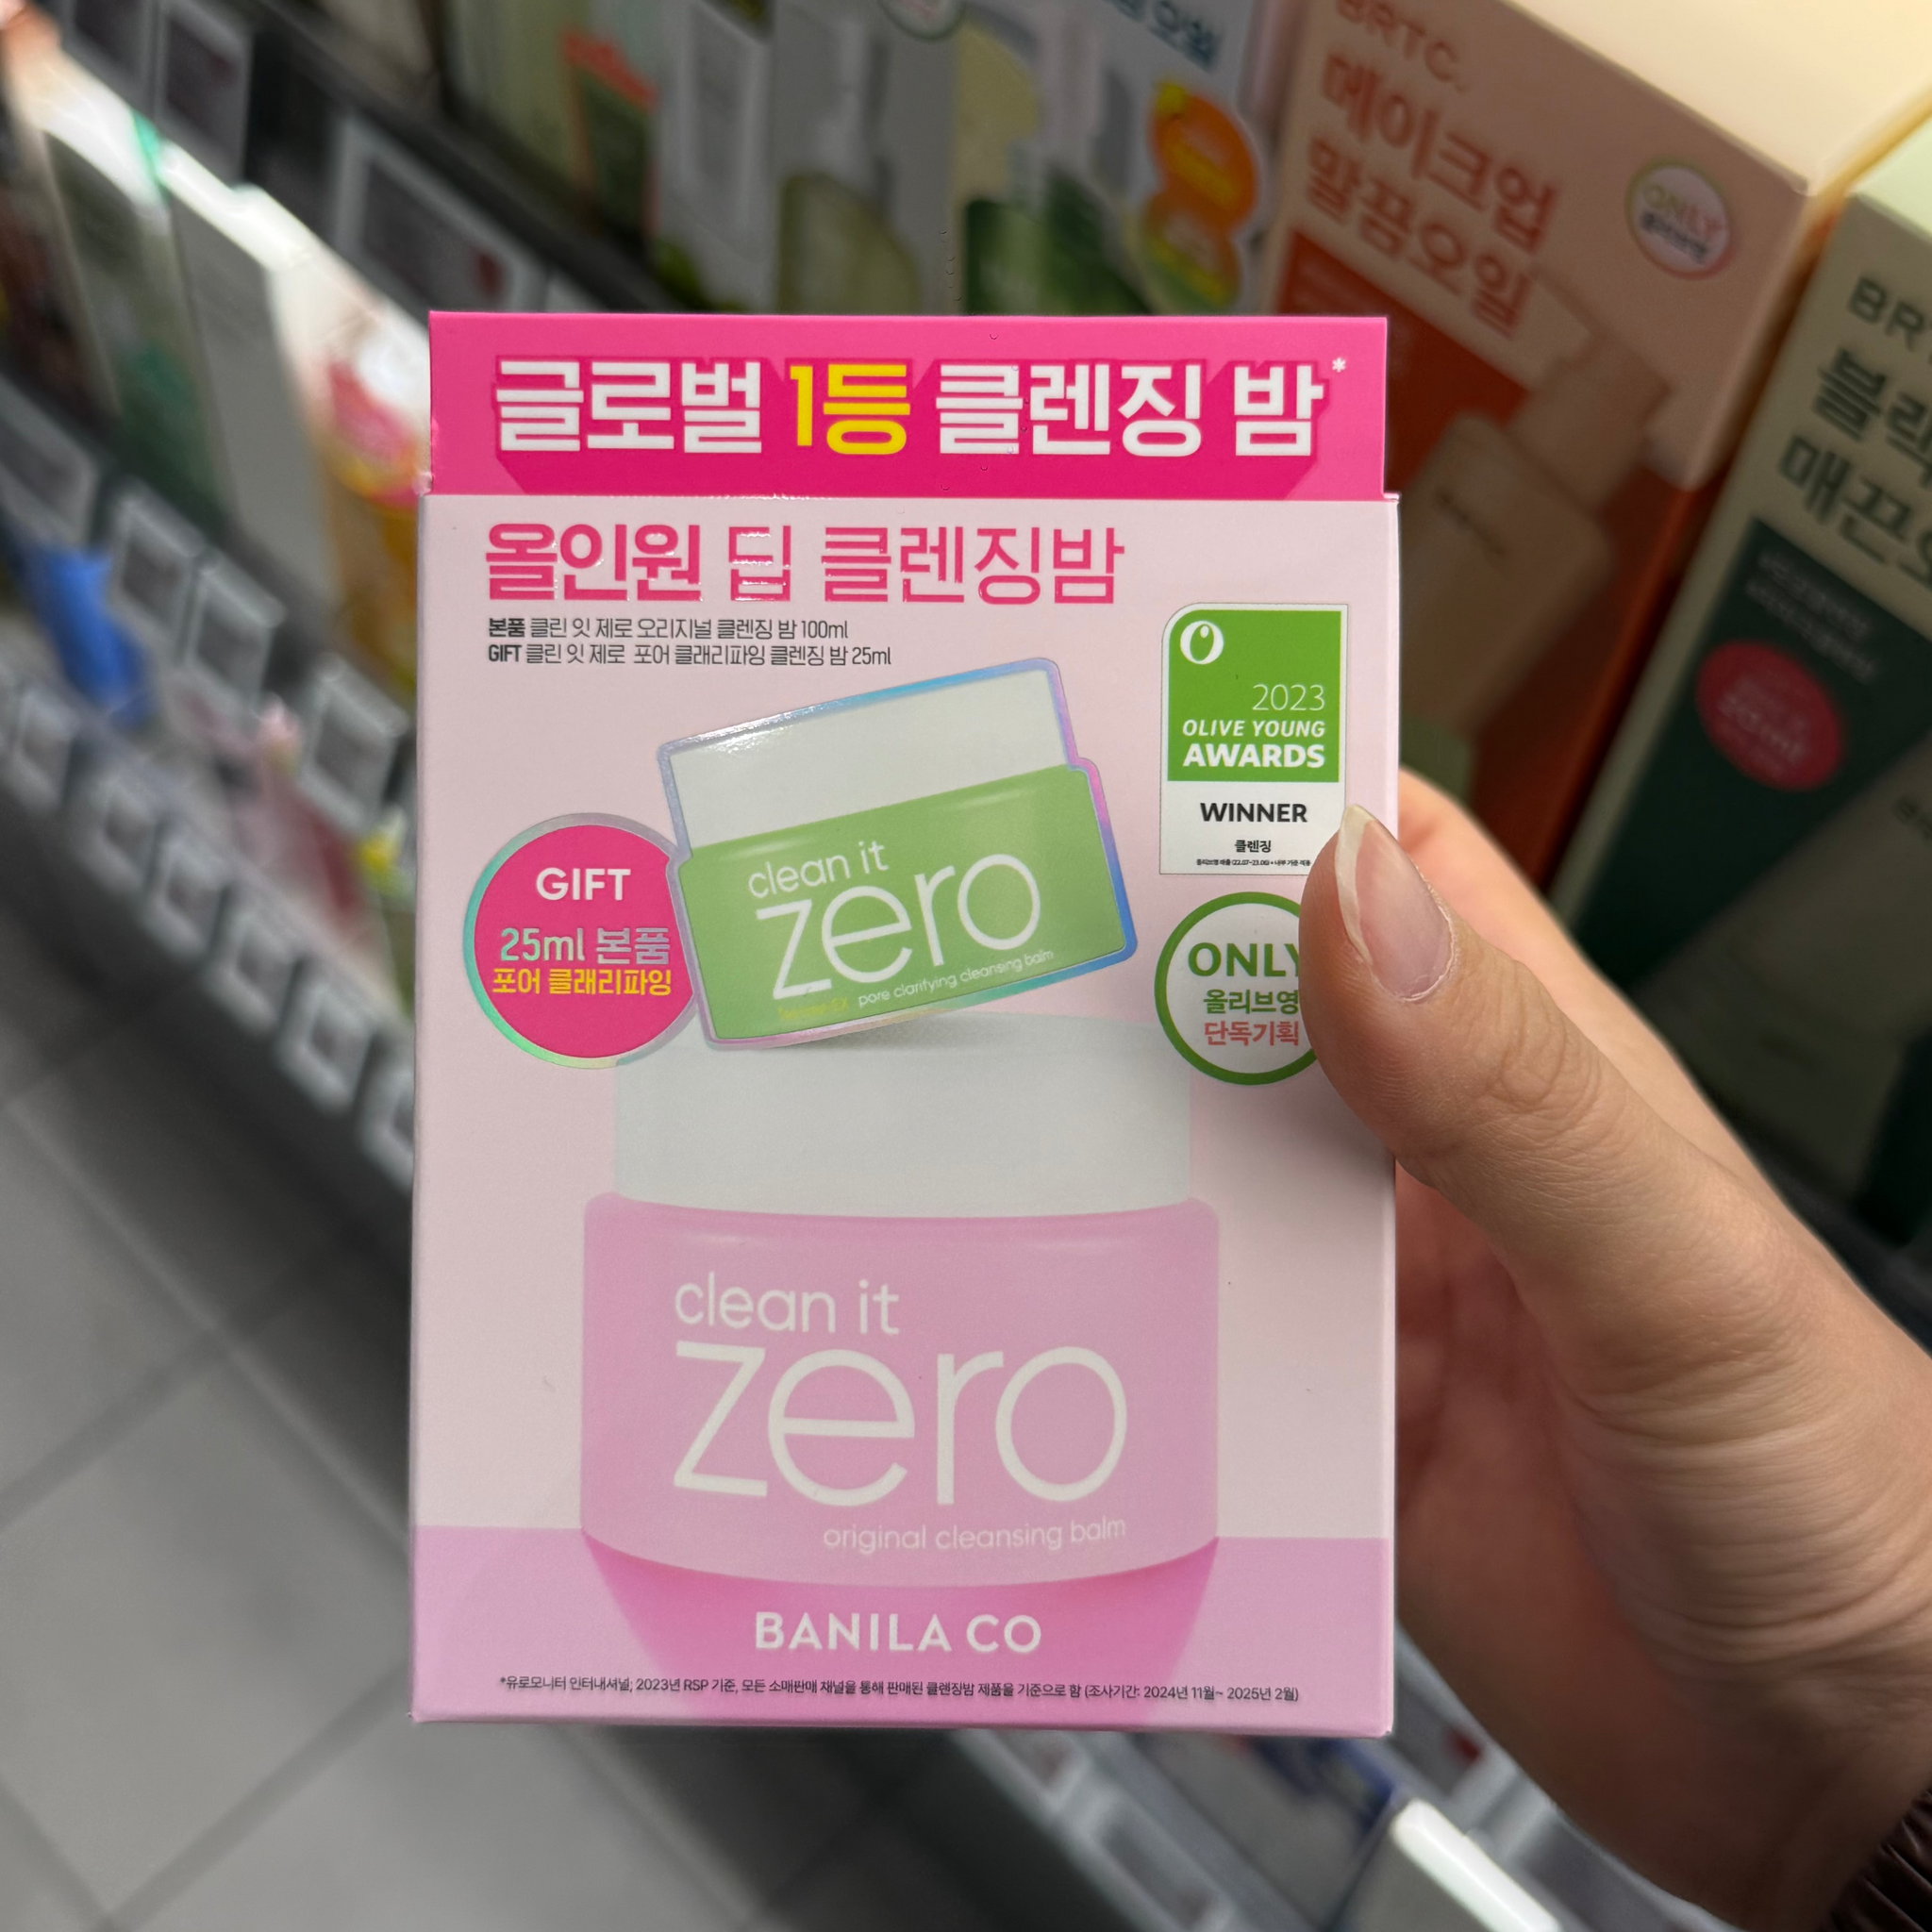 글로벌 1등 클렌징 밤*
올인원 딥 클렌징밤
본품 클린 잇 제로 오리지널 클렌징 밤 100ml
GIFT 클린 잇 제로 포어 클래리파잉 클렌징 밤 25ml
2023
OLIVE YOUNG
AWARDS
WINNER
클렌징
GIFT
25ml 본품
포어 클래리파잉
clean it
zero
pore clarifying cleansing balm
ONLY
올리브영
단독기획
clean it
zero
original cleansing balm
BANILA CO
*유로모니터 인터내셔널; 2023년 RSP 기준, 모든 소매판매 채널을 통해 판매된 클렌징밤 제품을 기준으로 함 (조사기간: 2024년 11월~ 2025년 2월)
BRTC
메이크업
말끔오일
ONLY